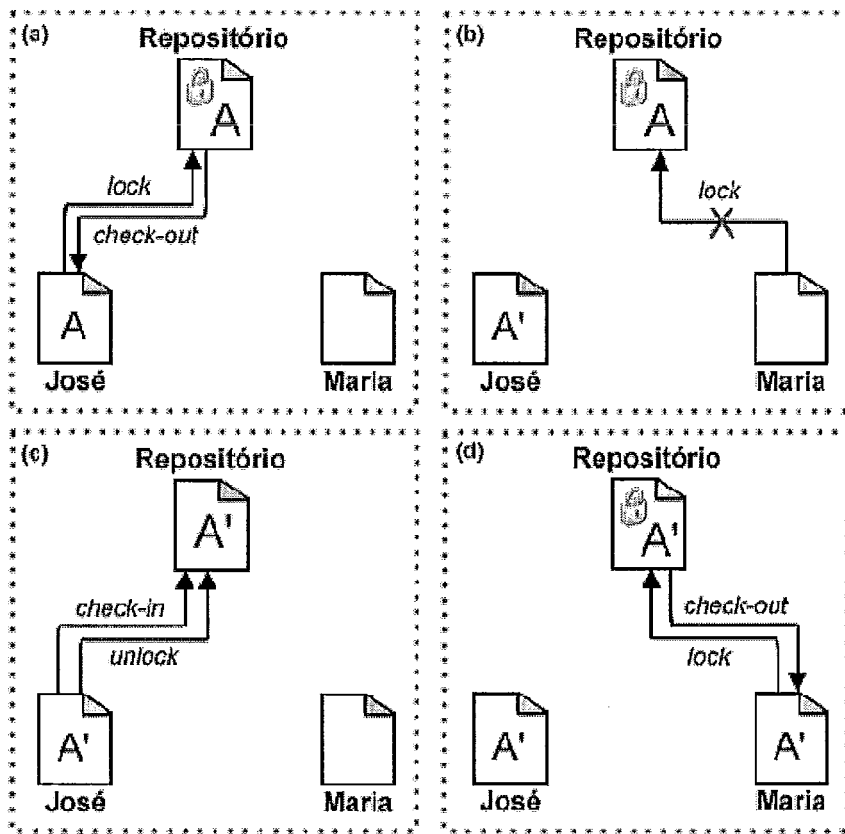 (a)
Repositório
A
lock
check-out
A
José
Maria
(b)
Repositório
A
lock
A'
José
Maria
(c)
Repositório
A'
check-in
unlock
A'
José
Maria
(d)
Repositório
A'
check-out
lock
A'
José
A'
Maria